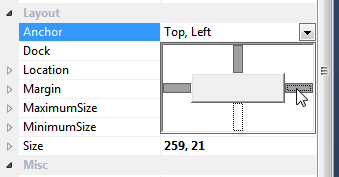 Layout
Anchor Top, Left
Dock
Location
Margin
MaximumSize
MinimumSize
Size 259, 21
Misc